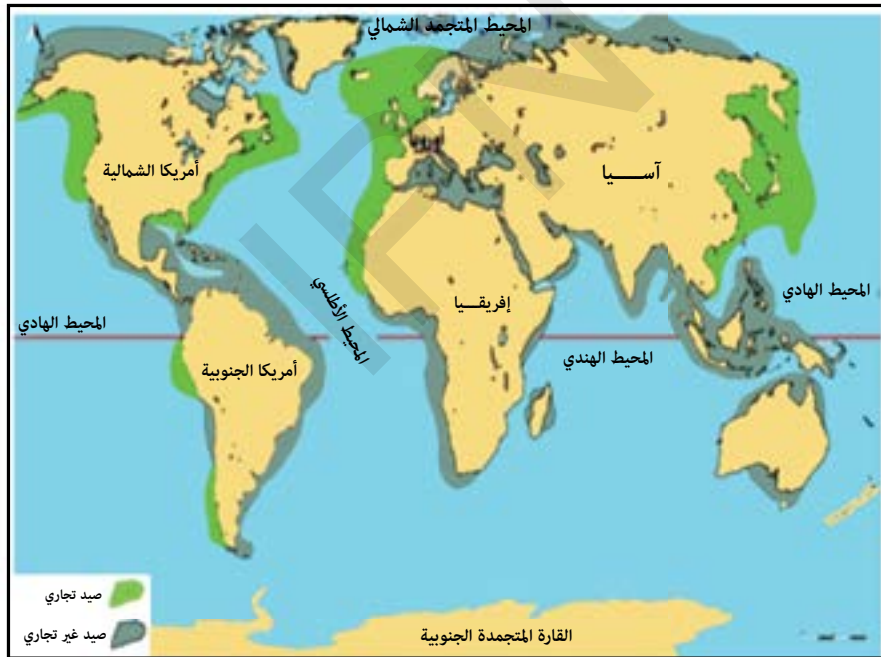 المحيط المتجمد الشمالي
أمريكا الشمالية
آســـــيا
المحيط الأطلسي
إفريقـــيا
المحيط الهادي
المحيط الهادي
المحيط الهندي
أمريكا الجنوبية
صيد تجاري
صيد غير تجاري
القارة المتجمدة الجنوبية